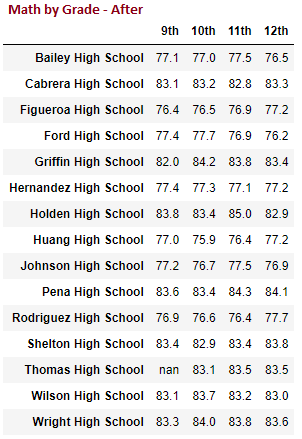 Math by Grade - After
9th 10th 11th 12th
Bailey High School 77.1 77.0 77.5 76.5
Cabrera High School 83.1 83.2 82.8 83.3
Figueroa High School 76.4 76.5 76.9 77.2
Ford High School 77.4 77.7 76.9 76.2
Griffin High School 82.0 84.2 83.8 83.4
Hernandez High School 77.4 77.3 77.1 77.2
Holden High School 83.8 83.4 85.0 82.9
Huang High School 77.0 75.9 76.4 77.2
Johnson High School 77.2 76.7 77.5 76.9
Pena High School 83.6 83.4 84.3 84.1
Rodriguez High School 76.9 76.6 76.4 77.7
Shelton High School 83.4 82.9 83.4 83.8
Thomas High School nan 83.1 83.5 83.5
Wilson High School 83.1 83.7 83.2 83.0
Wright High School 83.3 84.0 83.8 83.6